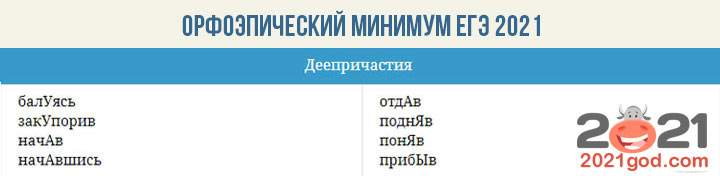 ОРФОЭПИЧЕСКИЙ МИНИМУМ ЕГЭ 2021
Деепричастия
балУясь
закУпорив
начАв
начАвшись
отдАв
поднЯв
понЯв
прибЫв
2021
2021god.com